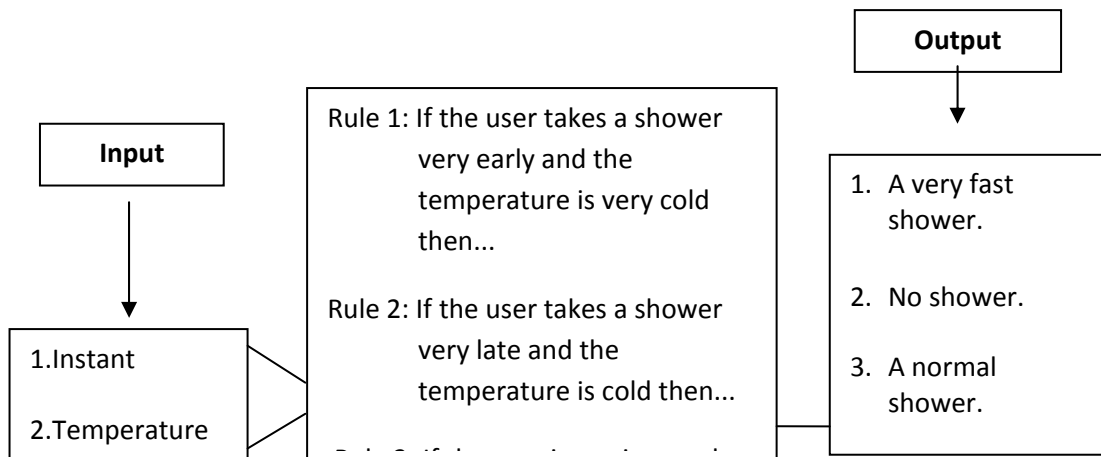 Input
1.Instant
2.Temperature
Rule 1: If the user takes a shower
very early and the
temperature is very cold
then...
Rule 2: If the user takes a shower
very late and the
temperature is cold then...
Output
1. A very fast
shower.
2. No shower.
3. A normal
shower.